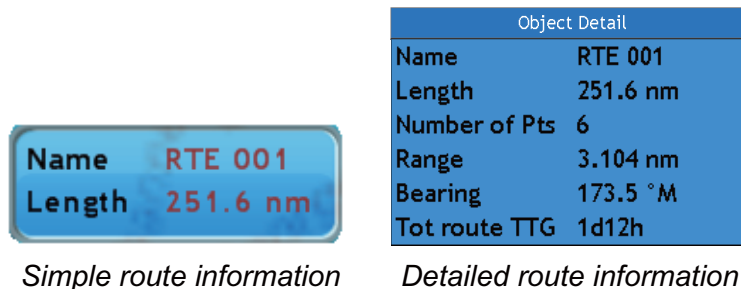 Name RTE 001
Length 251.6 nm
Simple route information
Object Detail
Name RTE 001
Length 251.6 nm
Number of Pts 6
Range 3.104 nm
Bearing 173.5 °M
Tot route TTG 1d12h
Detailed route information